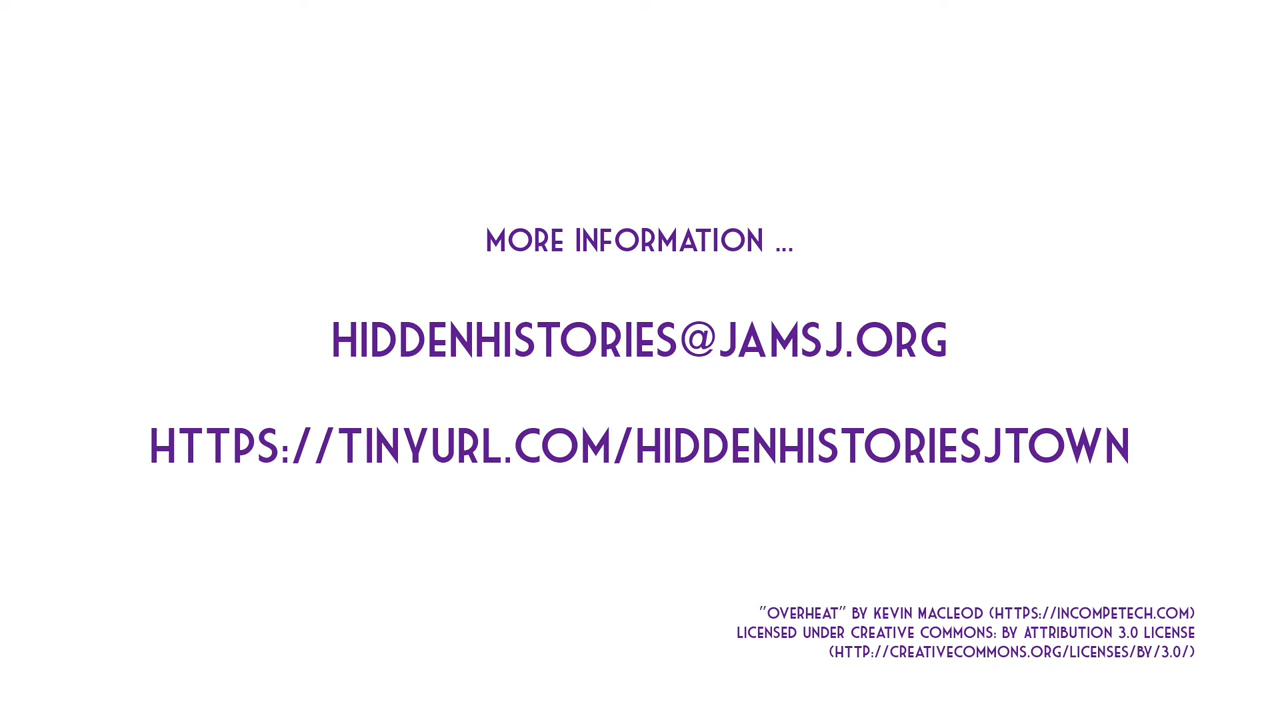 MORE INFORMATION ...
HIDDENHISTORIES@JAMSJ.ORG
HTTPS://TINYURL.COM/HIDDENHISTORIESJTOWN
"OVERHEAT" BY KEVIN MACLEOD (HTTPS://INCOMPETECH.COM)
LICENSED UNDER CREATIVE COMMONS: BY ATTRIBUTION 3.0 LICENSE
(HTTP://CREATIVECOMMONS.ORG/LICENSES/BY/3.0/)